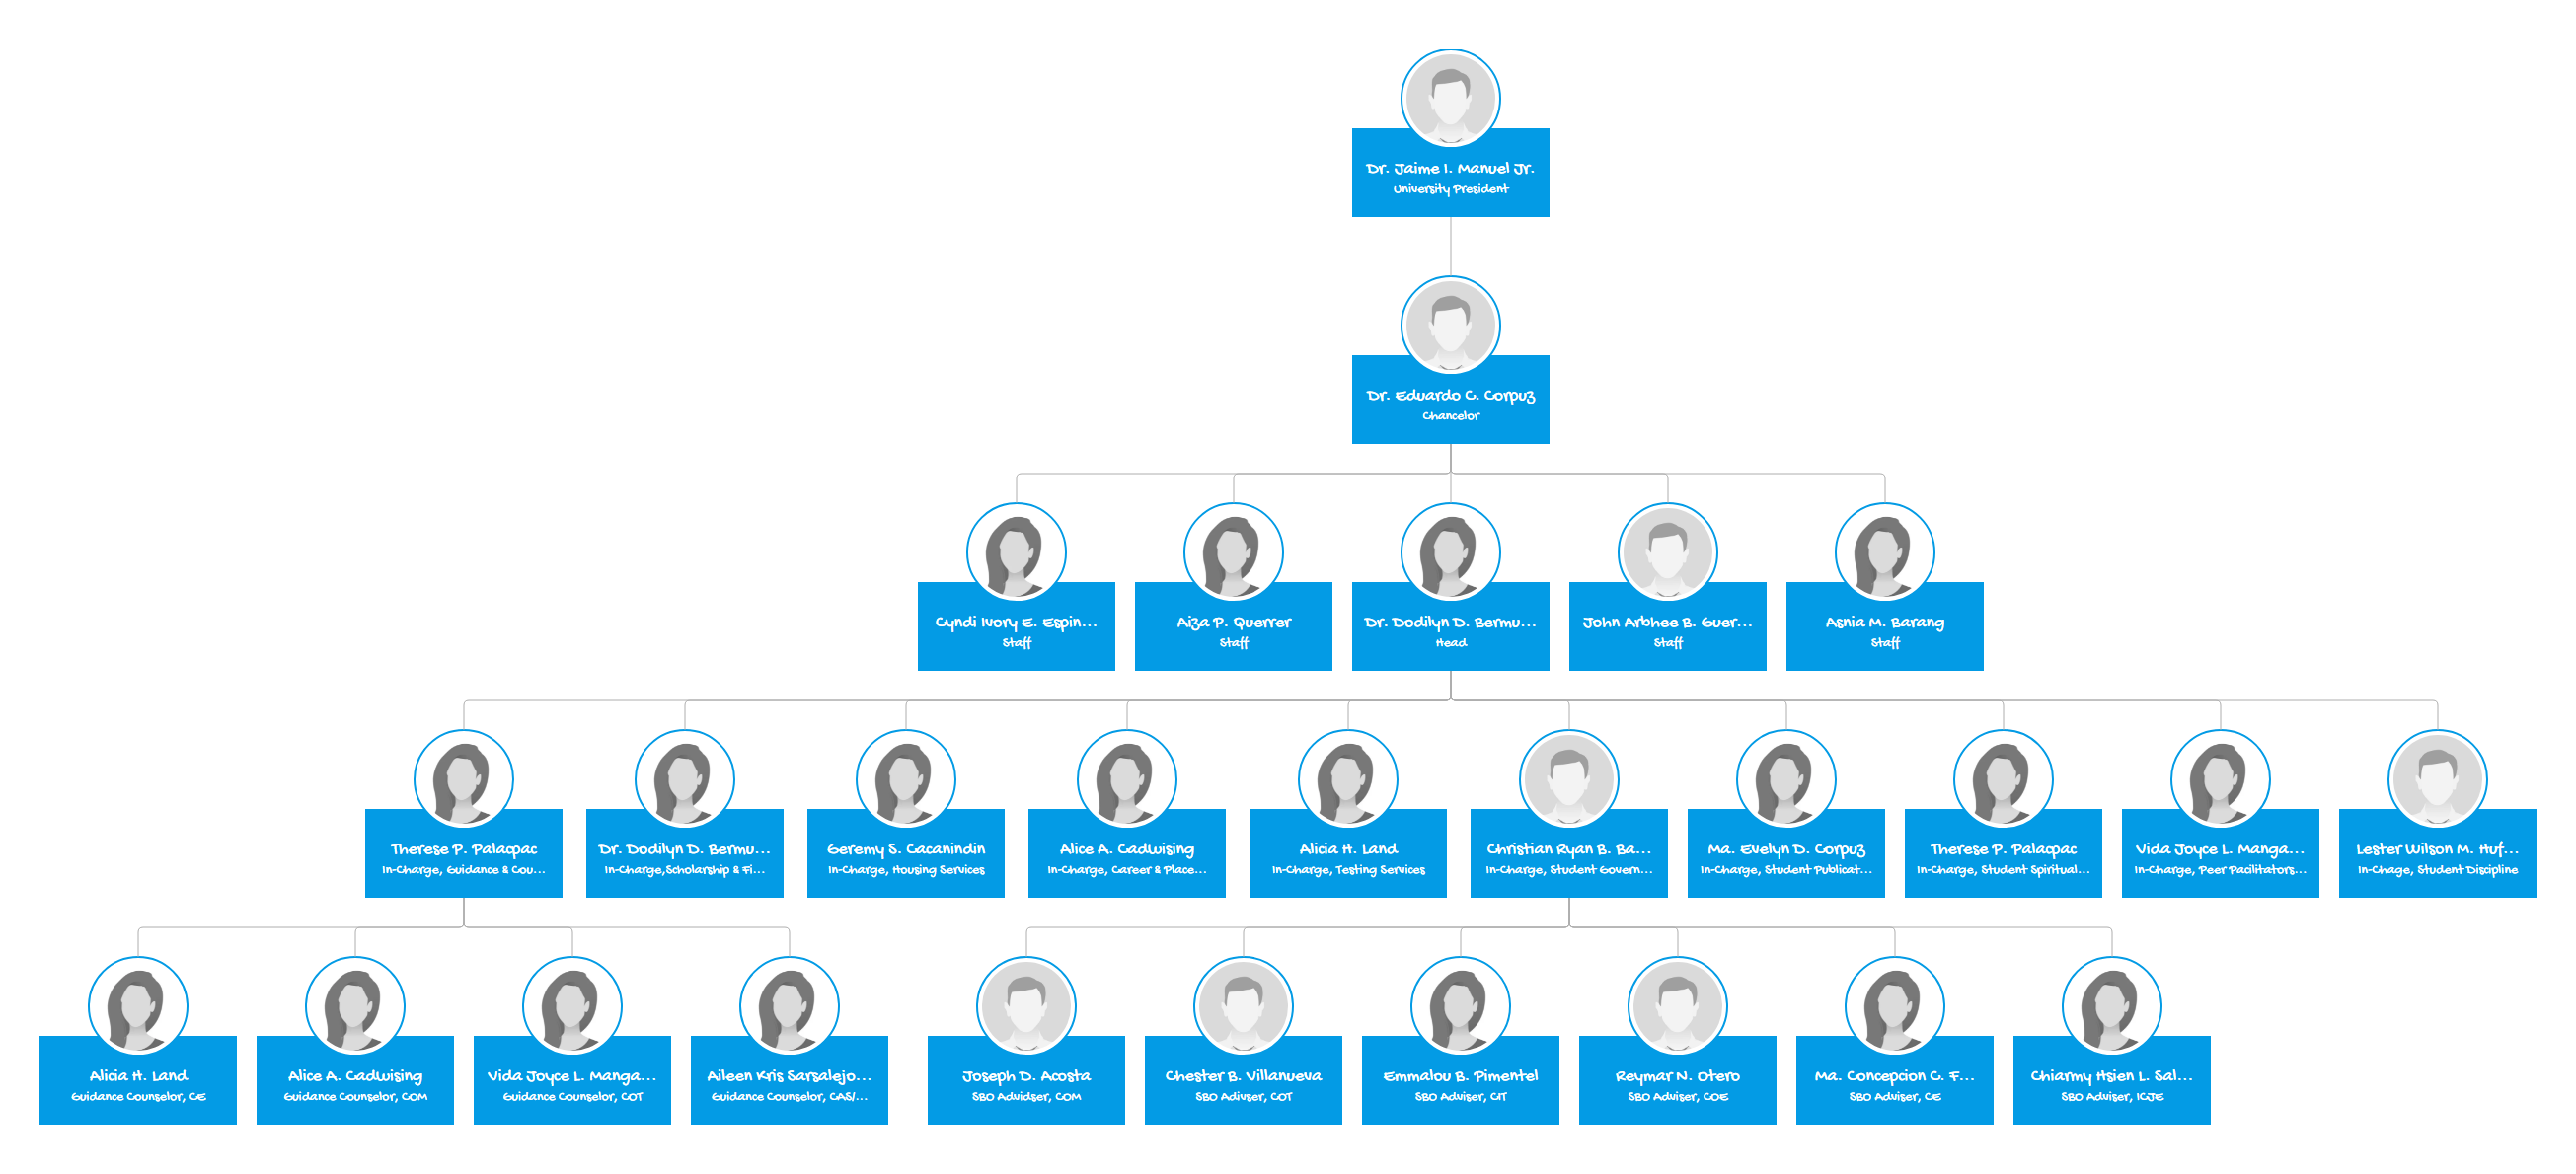 Dr. Jaime I. Manuel Jr.
University President
Dr. Eduardo C. Corpuz
Chancelor
Cyndi Ivory E. Espin...
Staff
Aiza P. Querrer
Staff
Dr. Dodilyn D. Bermu...
Head
John Arbhee B. Guer...
Staff
Asnia M. Barang
Staff
Therese P. Palacpac
In-Charge, Guidance & Cou...
Dr. Dodilyn D. Bermu...
In-Charge,Scholarship & Fi...
Geremy S. Cacanindin
In-Charge, Housing Services
Alice A. Cadwising
In-Charge, Career & Place...
Alicia H. Land
In-Charge, Testing Services
Christian Ryan B. Ba...
In-Charge, Student Govern...
Ma. Evelyn D. Corpuz
In-Charge, Student Publicat...
Therese P. Palacpac
In-Charge, Student Spiritual...
Vida Joyce L. Manga...
In-Charge, Peer Pacilitators...
Lester Wilson M. Huf...
In-Chage, Student Discipline
Alicia H. Land
Guidance Counselor, CE
Alice A. Cadwising
Guidance Counselor, COM
Vida Joyce L. Manga...
Guidance Counselor, COT
Aileen Kris Sarsalejo...
Guidance Counselor, CAS/...
Joseph D. Acosta
SBO Advidser, COM
Chester B. Villanueva
SBO Adivser, COT
Emmalou B. Pimentel
SBO Adviser, CIT
Reymar N. Otero
SBO Adviser, COE
Ma. Concepcion C. F...
SBO Adviser, CE
Chiarmy Hsien L. Sal...
SBO Adviser, ICJE